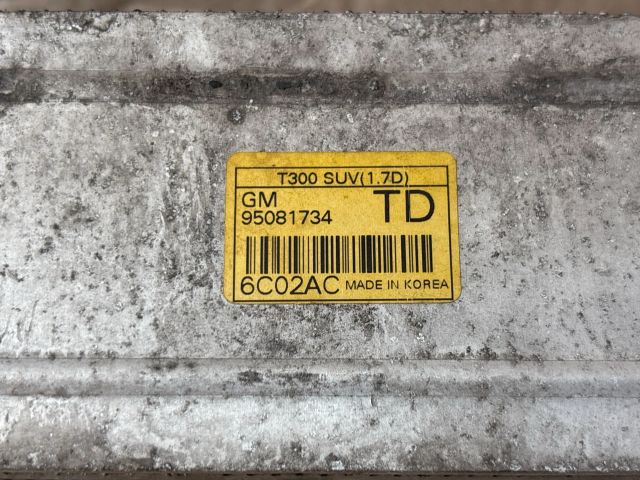 T300 SUV(1.7D)
GM TD
95081734
6C02AC MADE IN KOREA